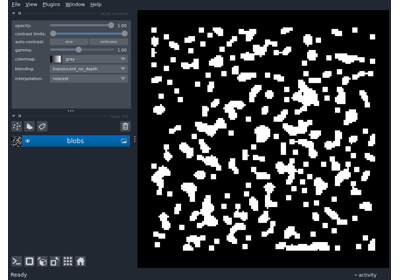 File View Plugins Window Help
opacity: 1.00
contrast limits:
auto-contrast: once continuous
gamma: 1.00
colormap: gray
blending: translucent_no_depth
interpolation: nearest
blobs
Ready
activity